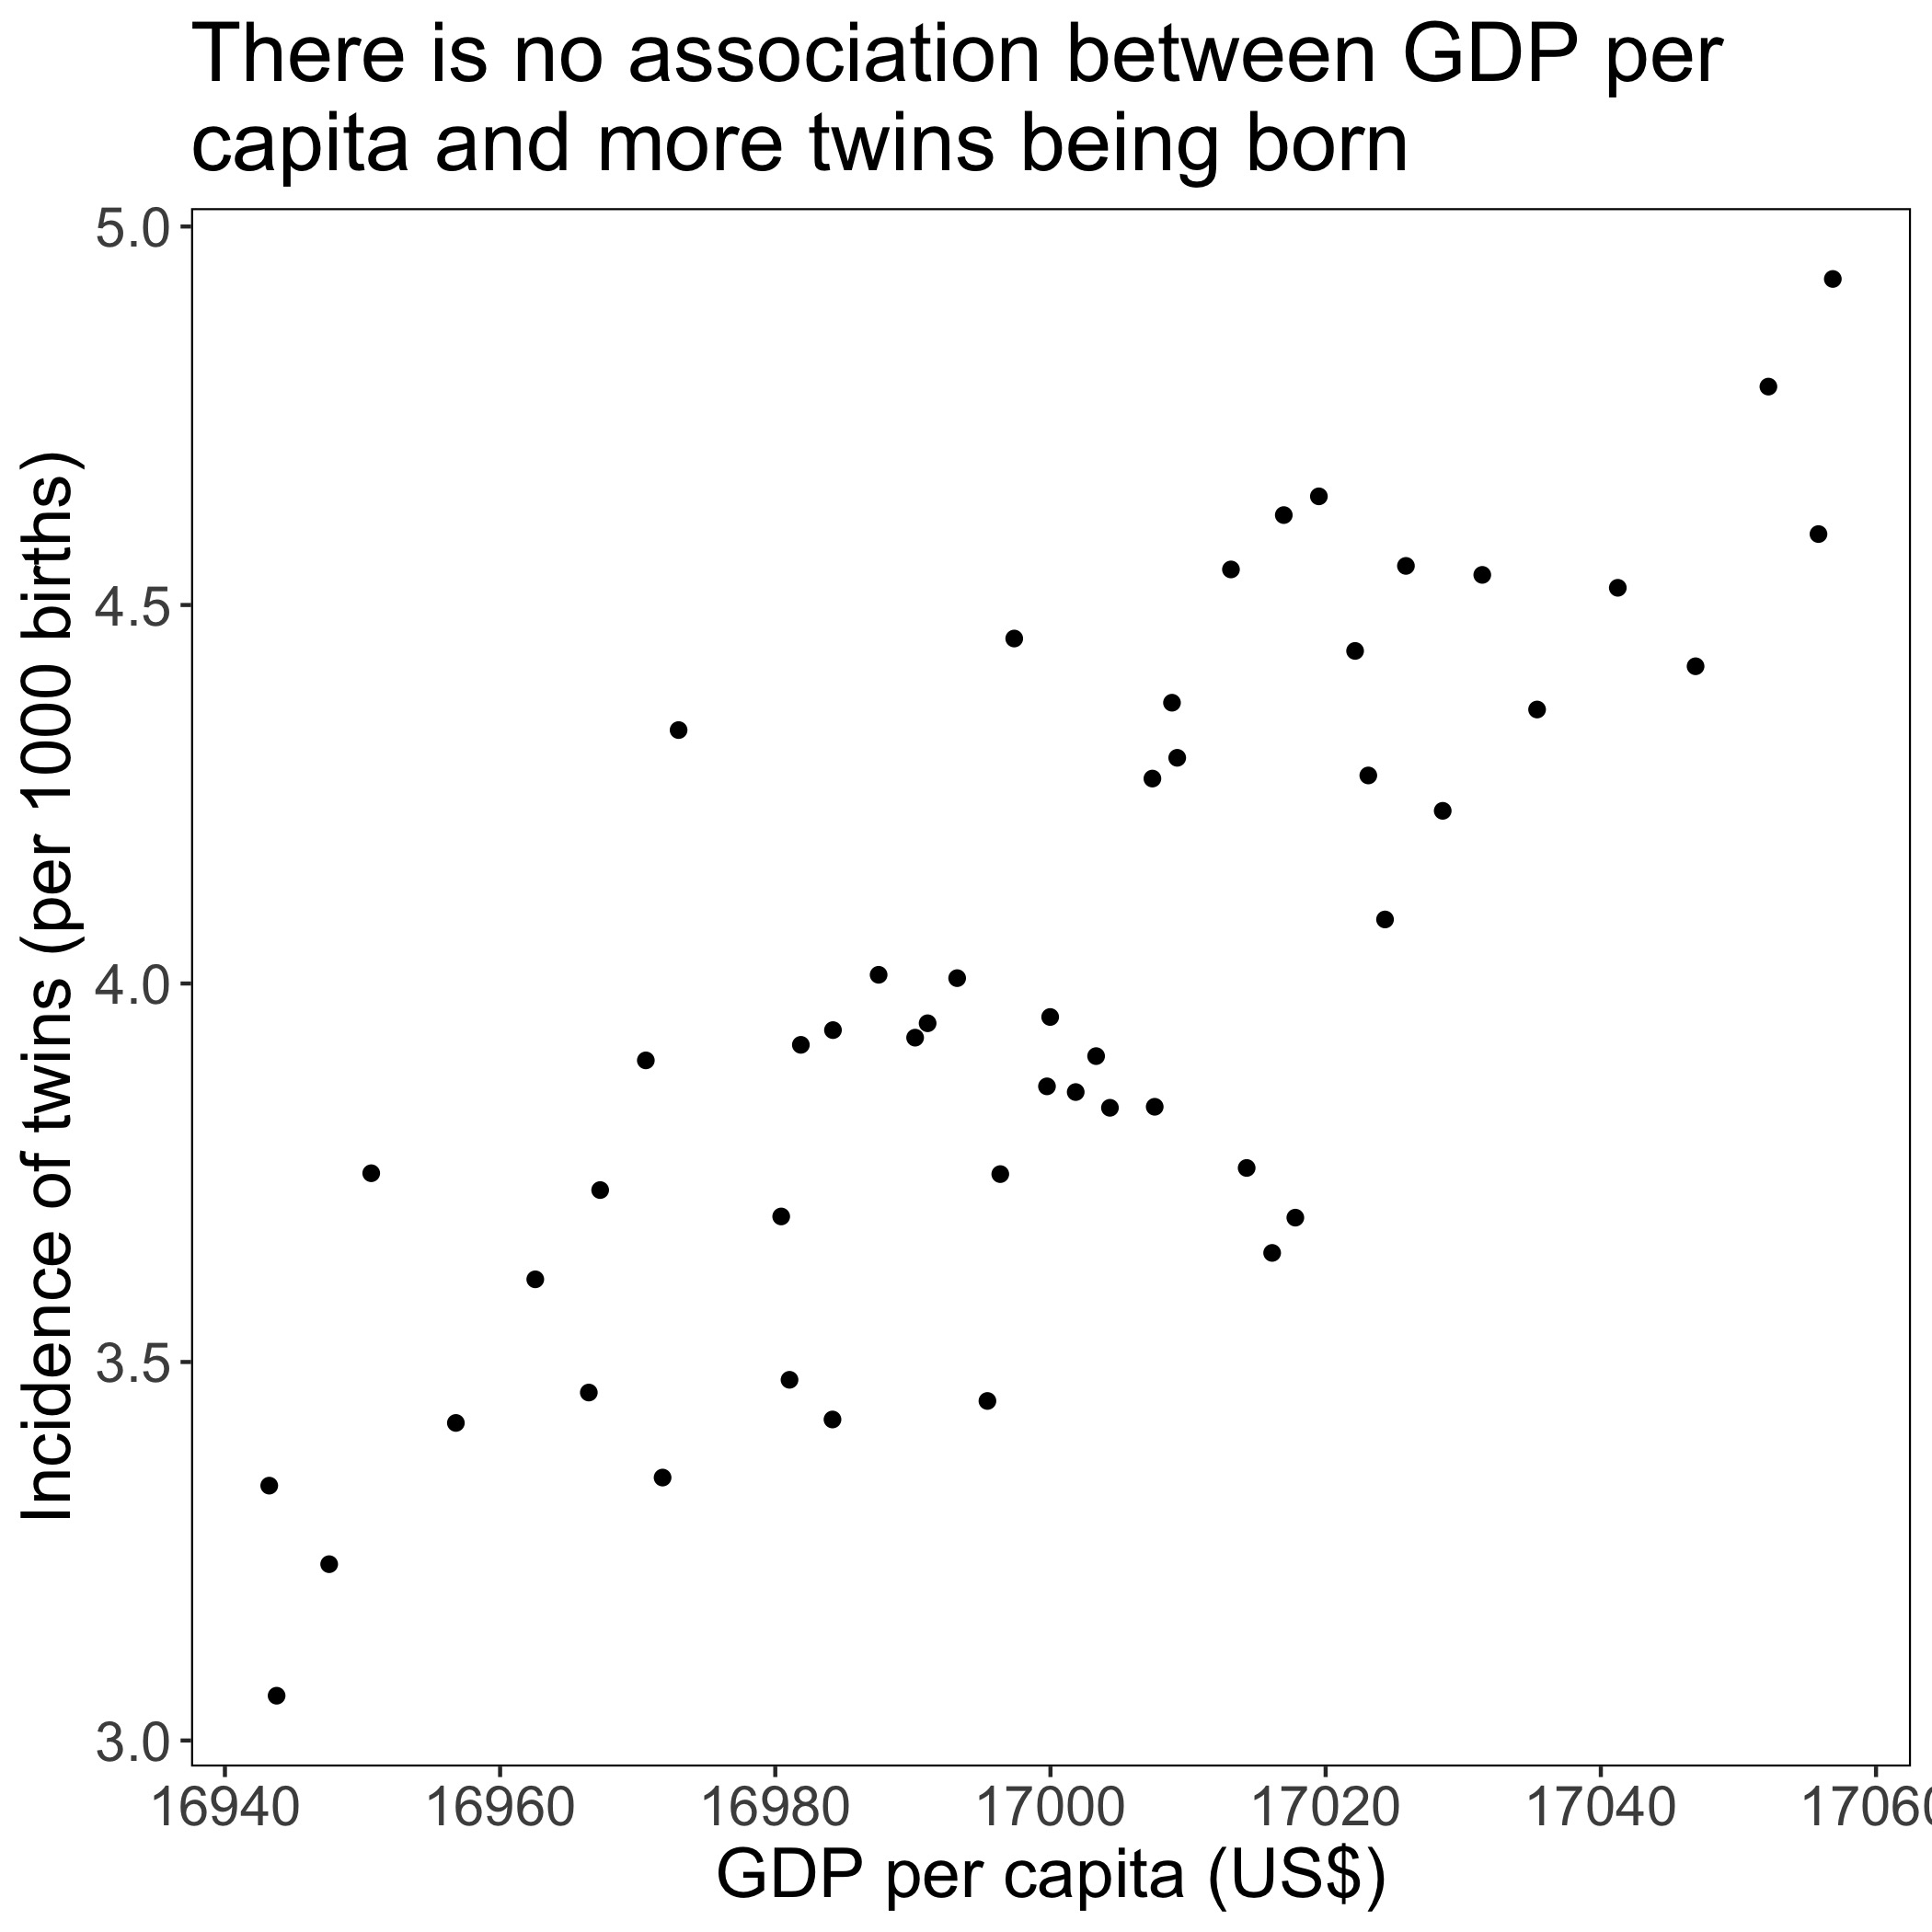 There is no association between GDP per
capita and more twins being born
Incidence of twins (per 1000 births)
5.0
4.5
4.0
3.5
3.0
16940 16960 16980 17000 17020 17040 17060
GDP per capita (US$)